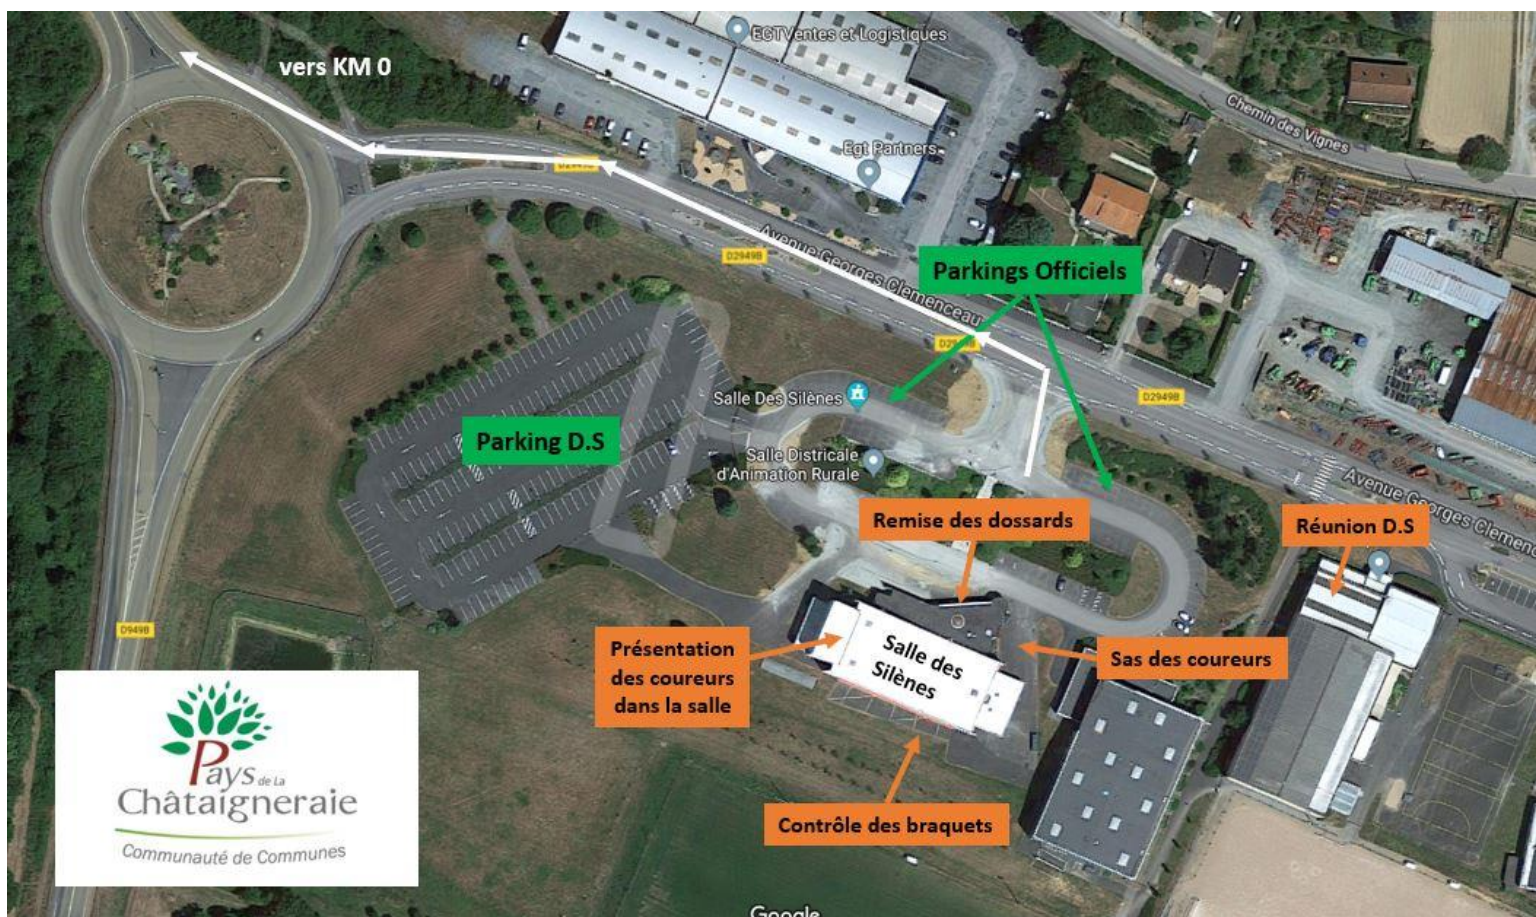 vers KM 0
EGTVentes et Logistiques
Chemin des Vignes
Egt Partners
D2949B
Avenue Georges Clemenceau
D2949B
Parkings Officiels
D2949B
D2949B
Salle Des Silènes
Parking D.S
Salle Districale
d'Animation Rurale
Avenue Georges Clemenc
Remise des dossards
Réunion D.S
D949B
Présentation
des coureurs
dans la salle
Salle des
Silènes
Sas des coureurs
Contrôle des braquets
Pays de La
Châtaigneraie
Communauté de Communes
Google